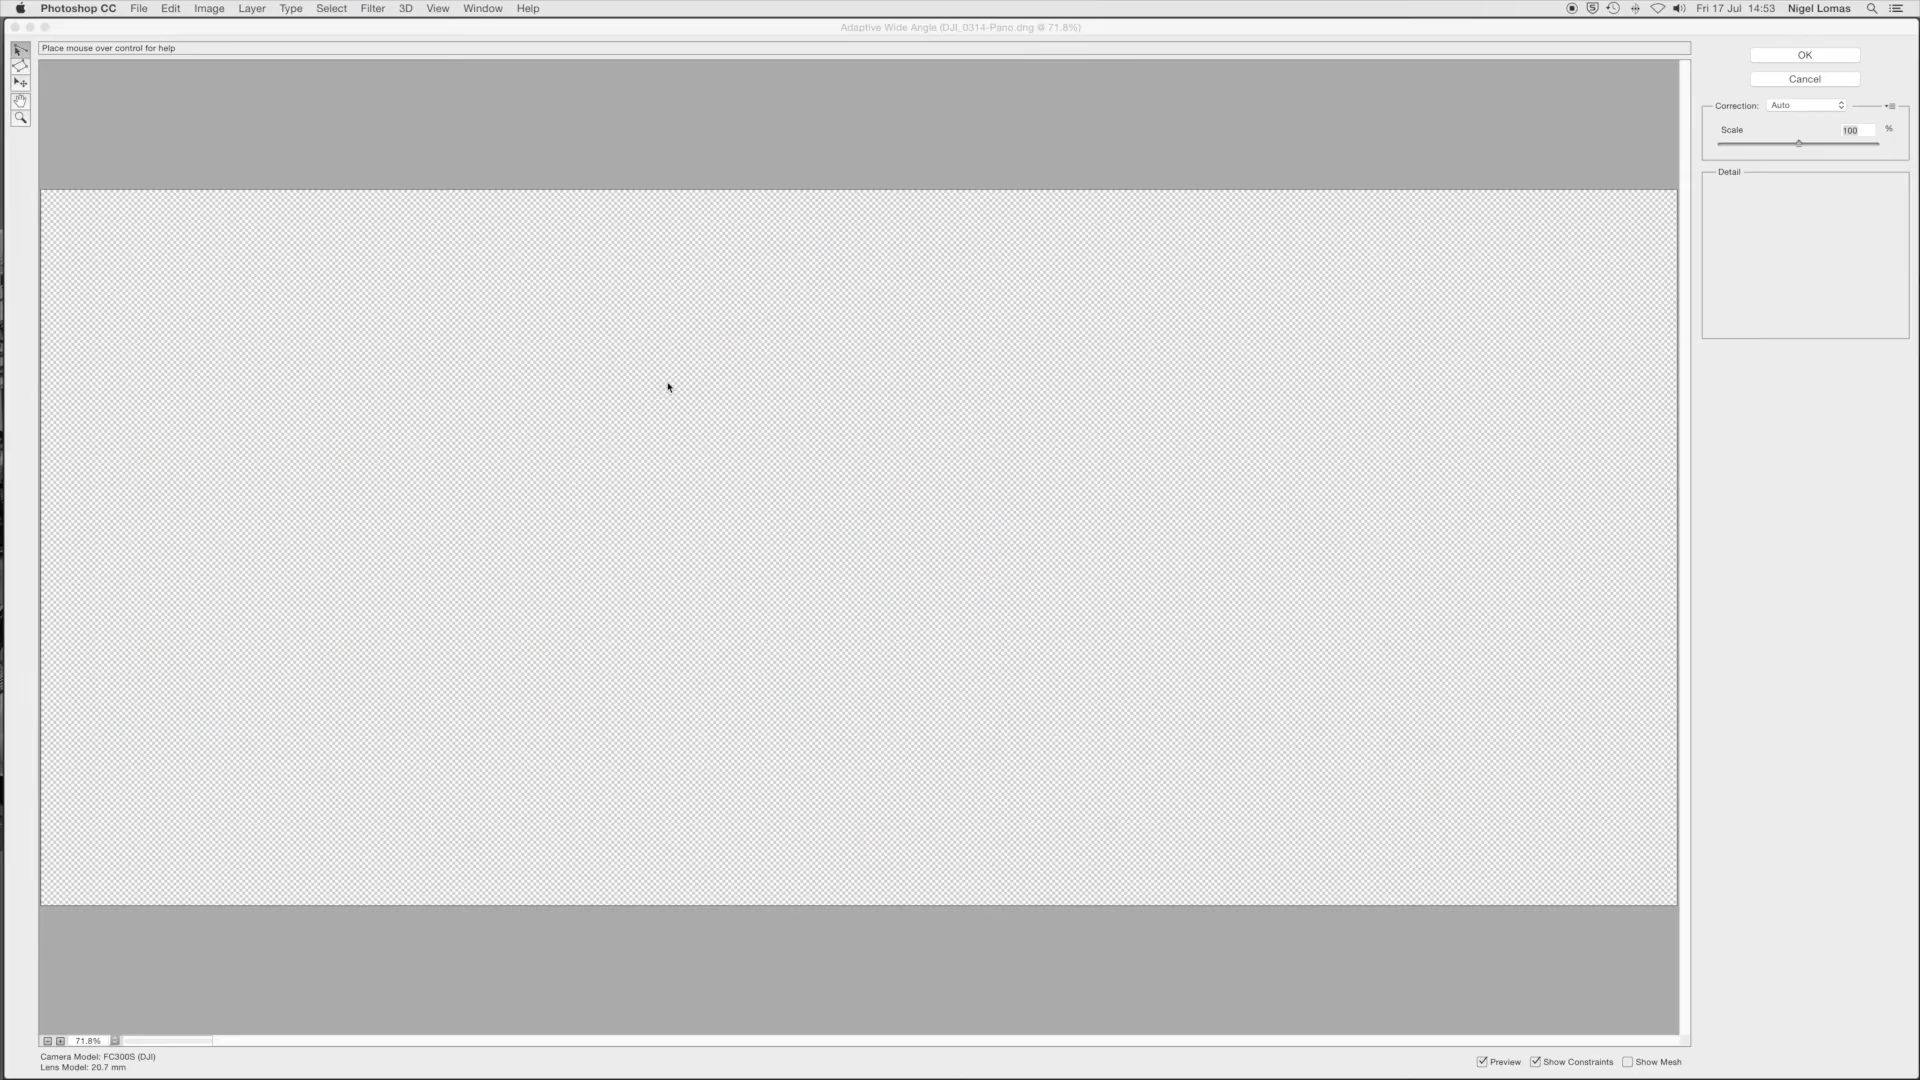 Photoshop CC File Edit Image Layer Type Select Filter 3D View Window Help Fri 17 Jul 14:53 Nigel Lomas
Adaptive Wide Angle (DJI_0314-Pano.dng @ 71.8%)
Place mouse over control for help
OK
Cancel
Correction: Auto
Scale 100 %
Detail
71.8%
Camera Model: FC300S (DJI)
Lens Model: 20.7 mm
Preview Show Constraints Show Mesh